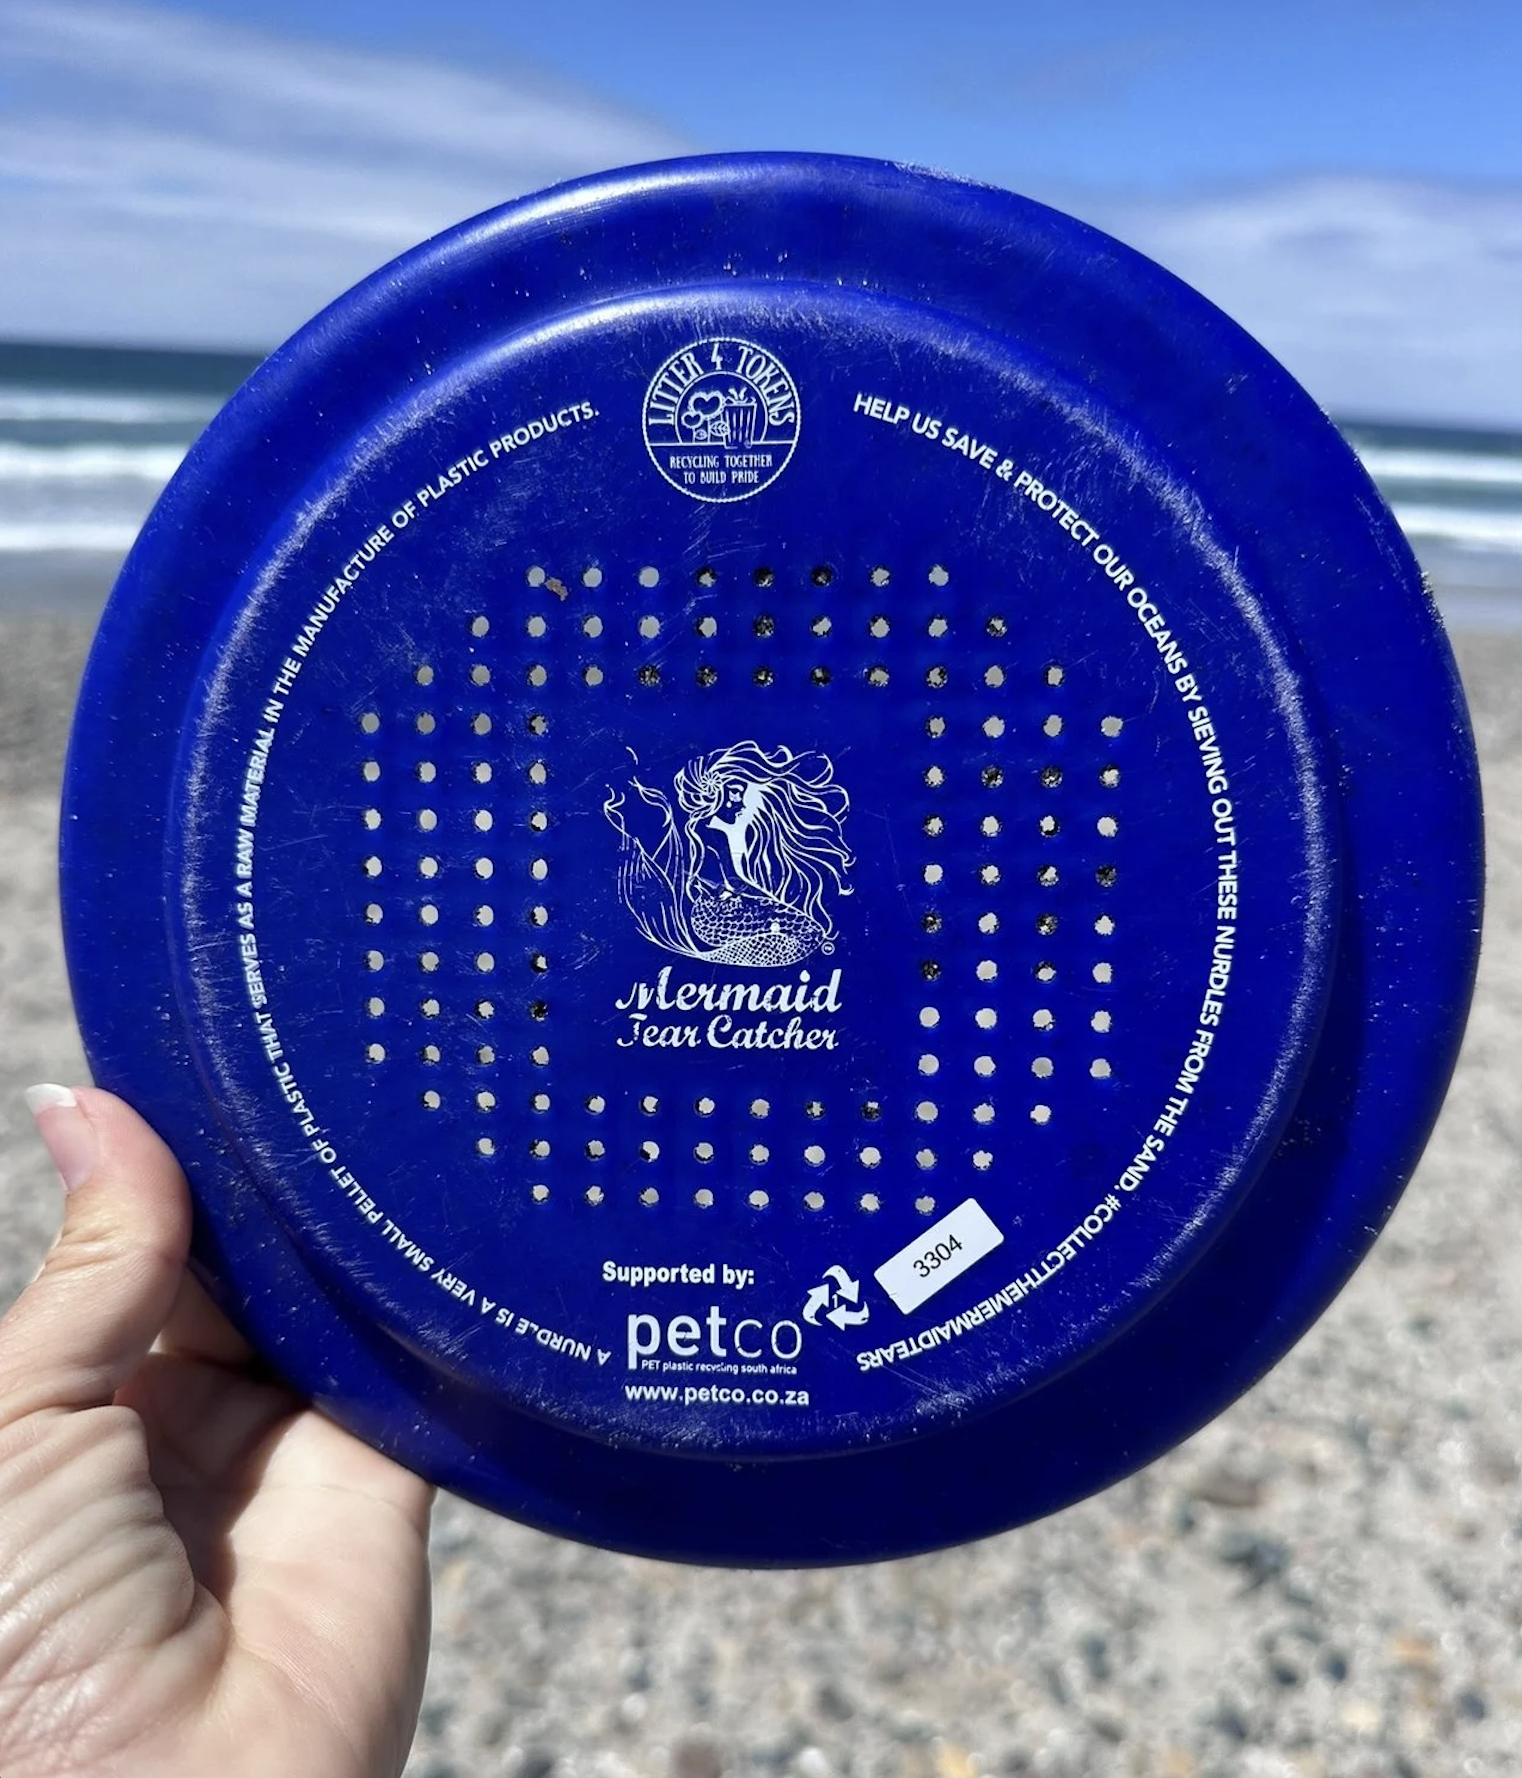 LITTER 4 TOKENS
RECYCLING TOGETHER
TO BUILD PRIDE
A NURDLE IS A VERY SMALL PELLET OF PLASTIC THAT SERVES AS A RAW MATERIAL IN THE MANUFACTURE OF PLASTIC PRODUCTS.
HELP US SAVE & PROTECT OUR OCEANS BY SIEVING OUT THESE NURDLES FROM THE SAND. #COLLECTTHEMERMAIDTEARS
Mermaid
Tear Catcher
Supported by:
petco
PET plastic recycling south africa
www.petco.co.za
1
3304